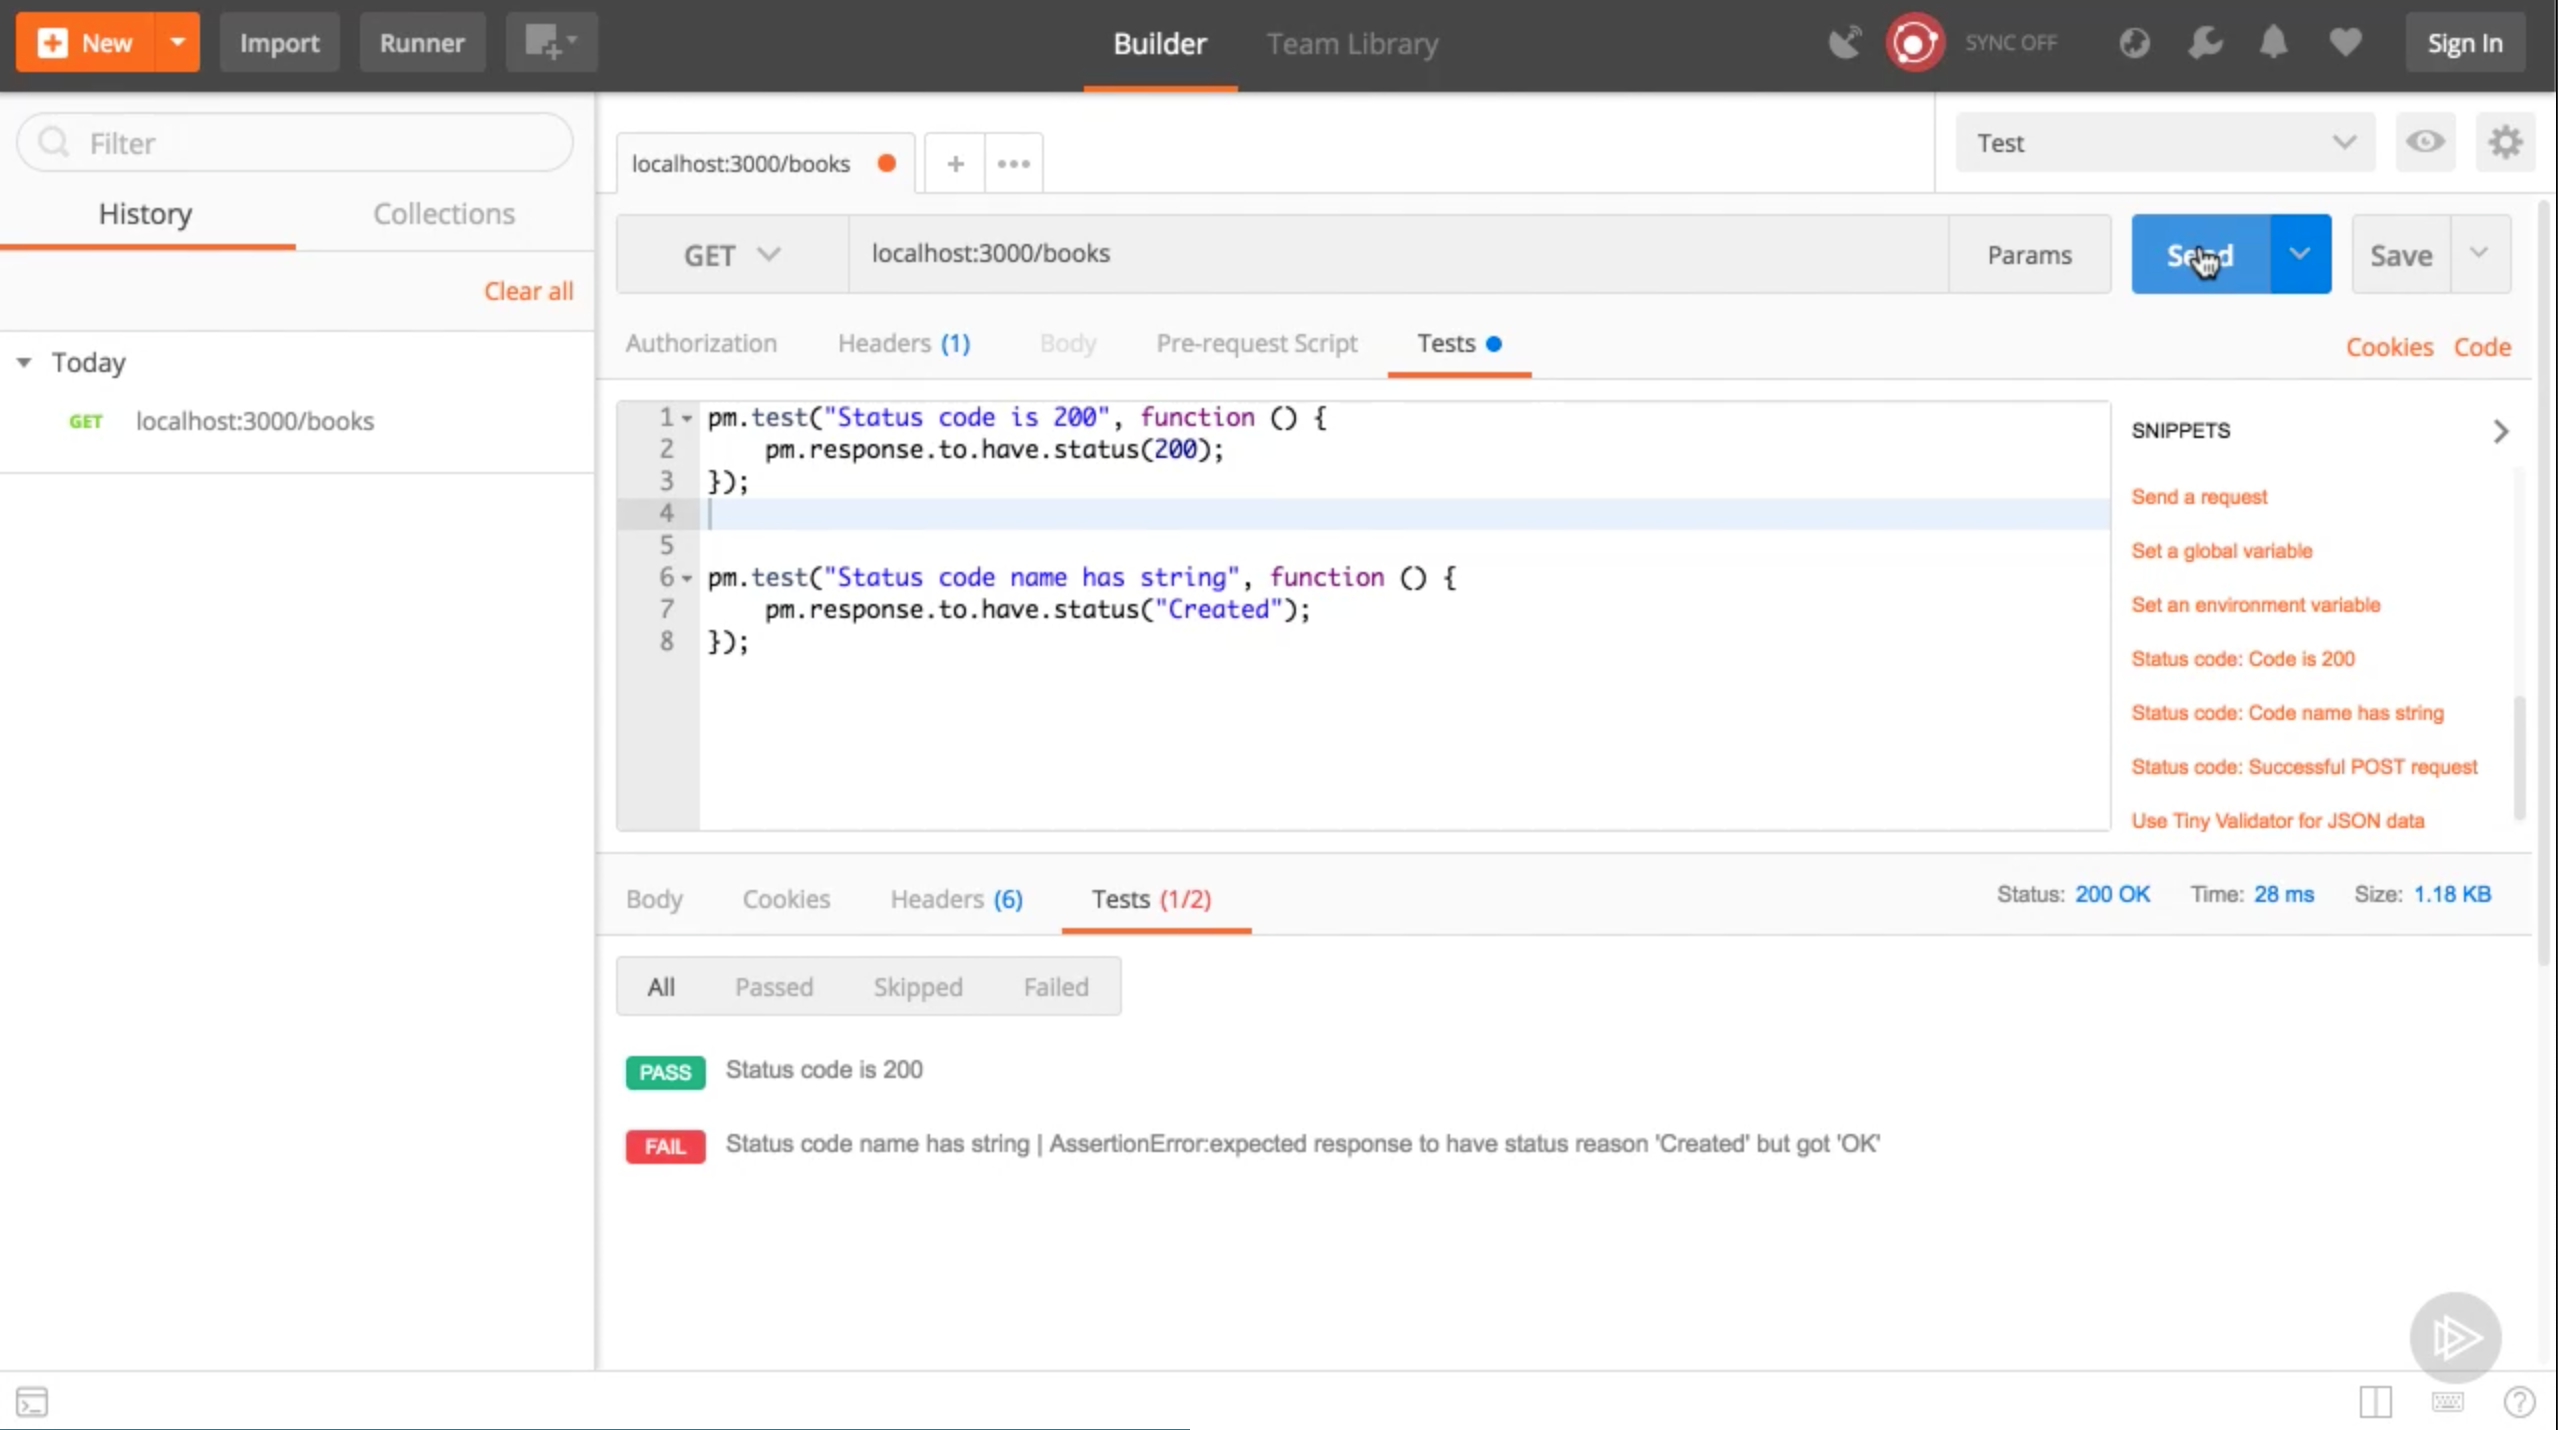 New
Import
Runner
Builder
Team Library
SYNC OFF
Sign In
Filter
History
Collections
Clear all
Today
GET localhost:3000/books
localhost:3000/books
+
Test
GET
localhost:3000/books
Params
Send
Save
Authorization
Headers (1)
Body
Pre-request Script
Tests
Cookies
Code
1 pm.test("Status code is 200", function () {
2 pm.response.to.have.status(200);
3 });
4
5
6 pm.test("Status code name has string", function () {
7 pm.response.to.have.status("Created");
8 });
SNIPPETS
Send a request
Set a global variable
Set an environment variable
Status code: Code is 200
Status code: Code name has string
Status code: Successful POST request
Use Tiny Validator for JSON data
Body
Cookies
Headers (6)
Tests (1/2)
Status: 200 OK
Time: 28 ms
Size: 1.18 KB
All
Passed
Skipped
Failed
PASS Status code is 200
FAIL Status code name has string | AssertionError:expected response to have status reason 'Created' but got 'OK'